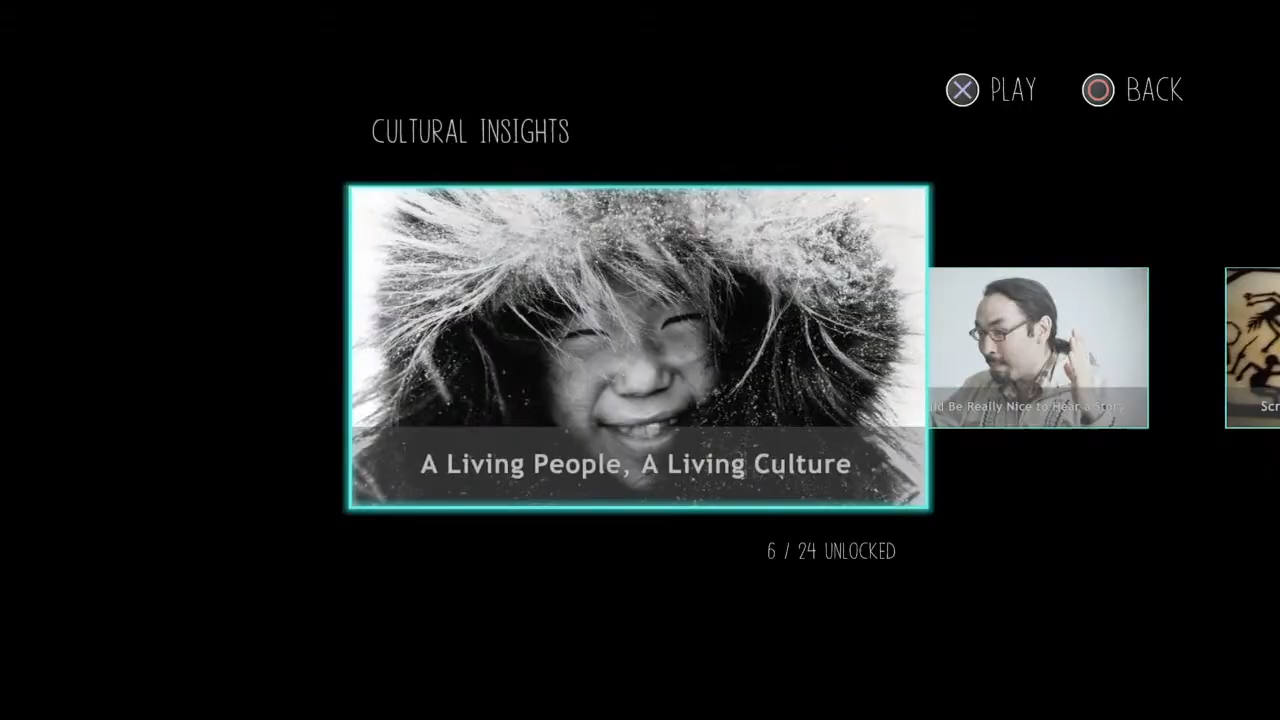 PLAY
BACK
CULTURAL INSIGHTS
A Living People, A Living Culture
Be Really Nice to Hear a Story
6 / 24 UNLOCKED